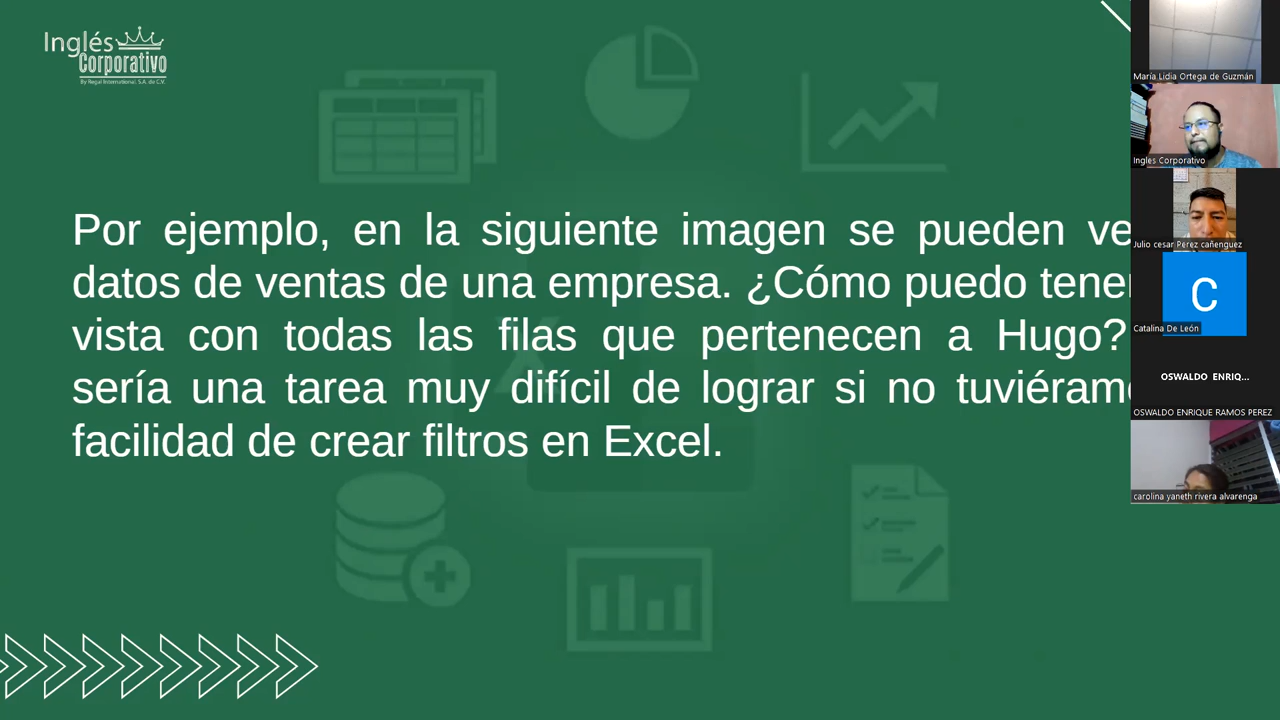 Inglés
Corporativo
By Regal International, S.A. de C.V.
Por ejemplo, en la siguiente imagen se pueden ve
datos de ventas de una empresa. ¿Cómo puedo tener
vista con todas las filas que pertenecen a Hugo?
sería una tarea muy difícil de lograr si no tuviéram
facilidad de crear filtros en Excel.
María Lidia Ortega de Guzmán
Ingles Corporativo
Julio cesar Perez cañenguez
C
Catalina De León
OSWALDO ENRIQ...
OSWALDO ENRIQUE RAMOS PEREZ
carolina yaneth rivera alvarenga